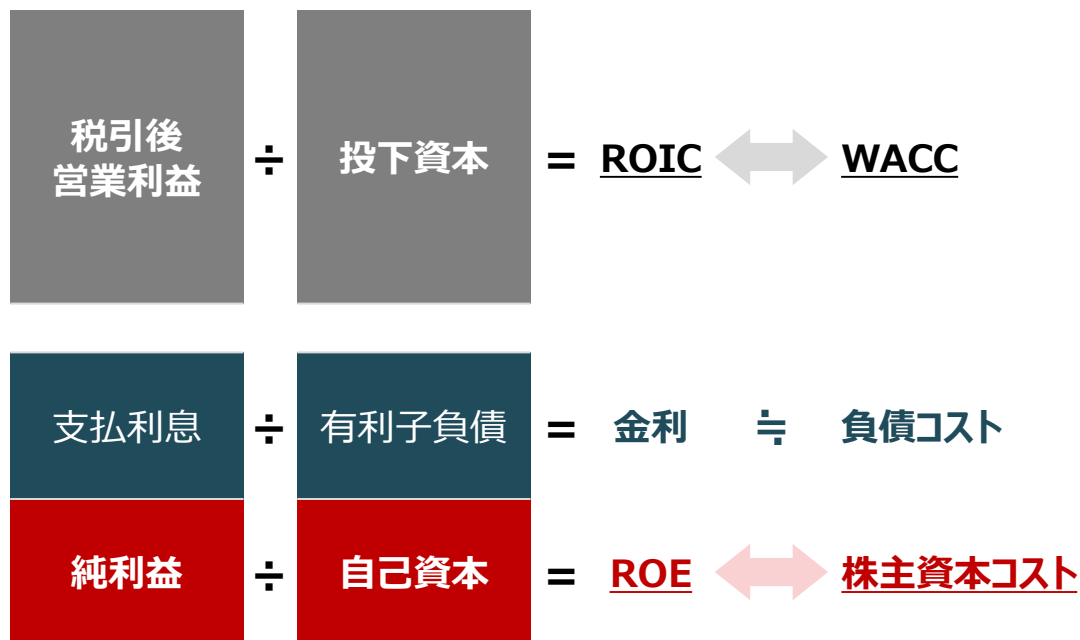 税引後
営業利益 ÷ 投下資本 = ROIC WACC
支払利息 ÷ 有利子負債 = 金利 ≒ 負債コスト
純利益 ÷ 自己資本 = ROE 株主資本コスト